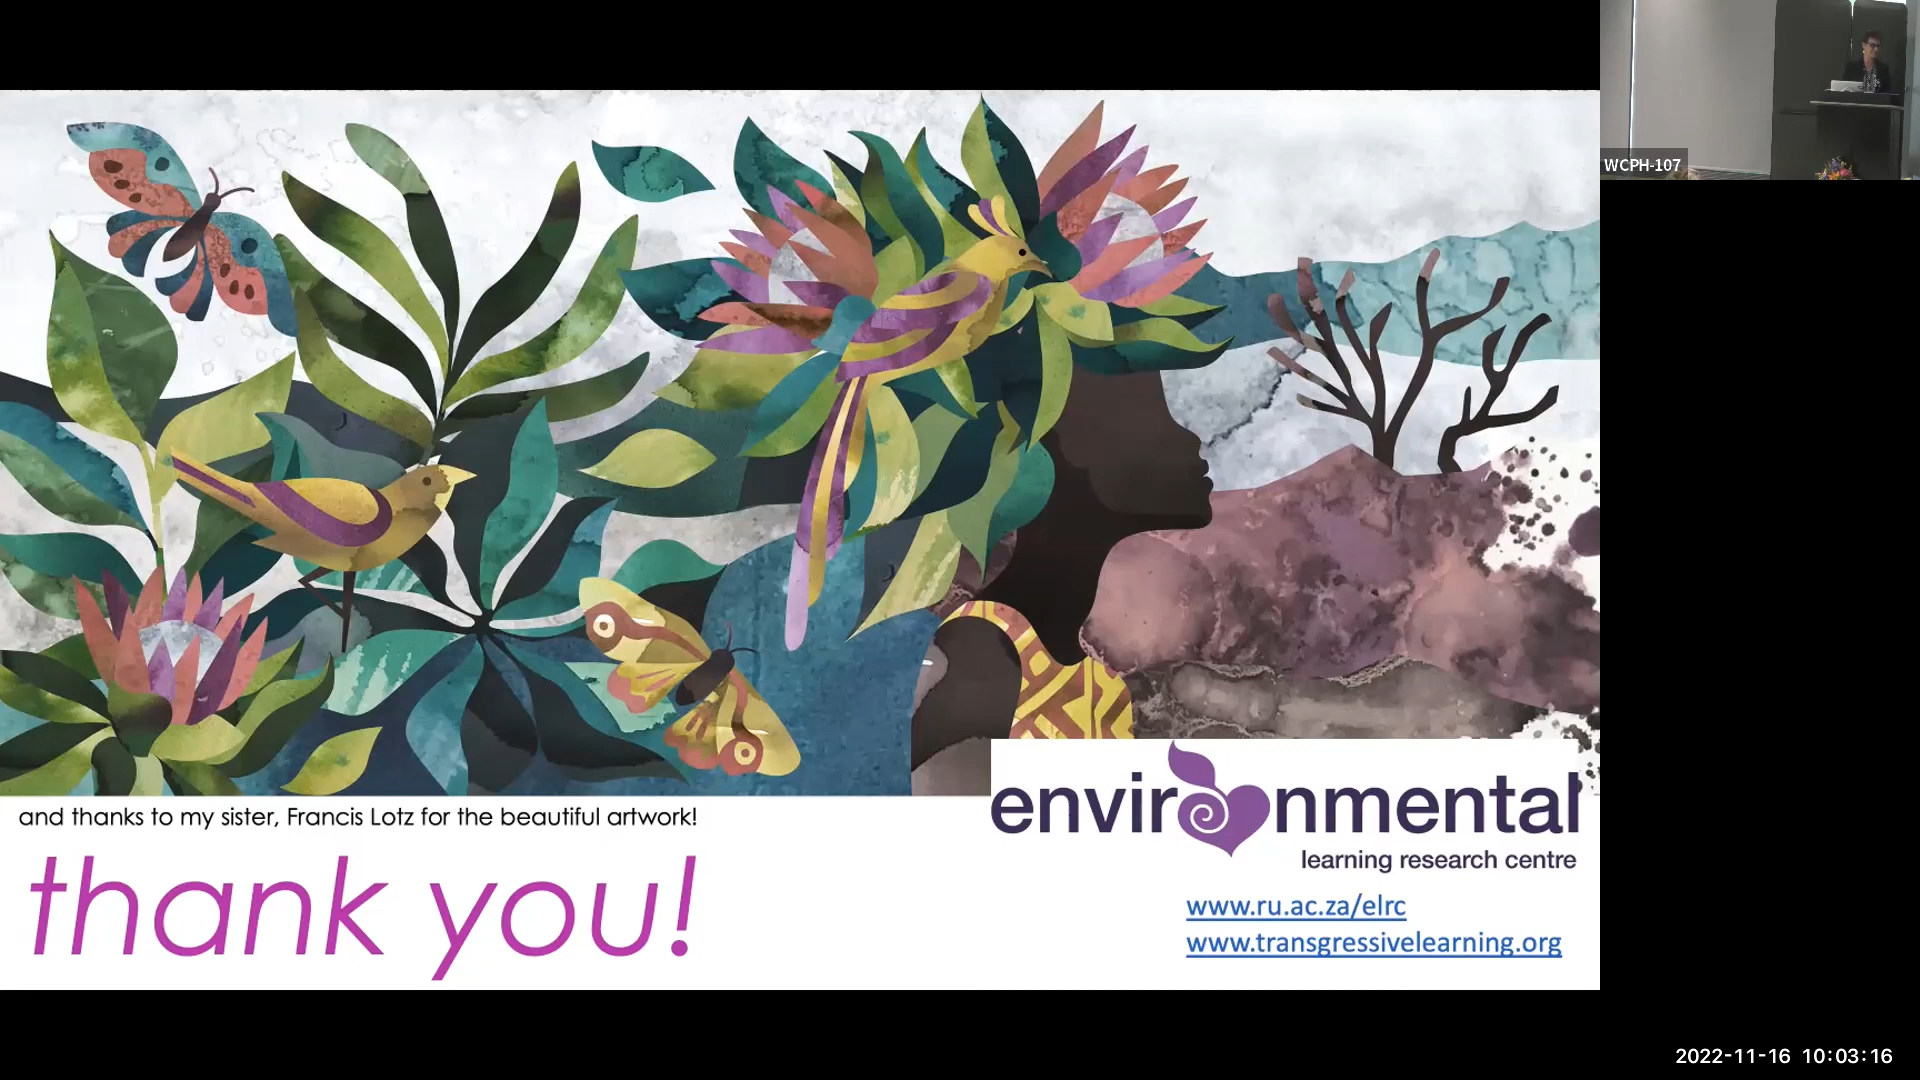 WCPH-107
and thanks to my sister, Francis Lotz for the beautiful artwork!
thank you!
environmental
learning research centre
www.ru.ac.za/elrc
www.transgressivelearning.org
2022-11-16 10:03:16